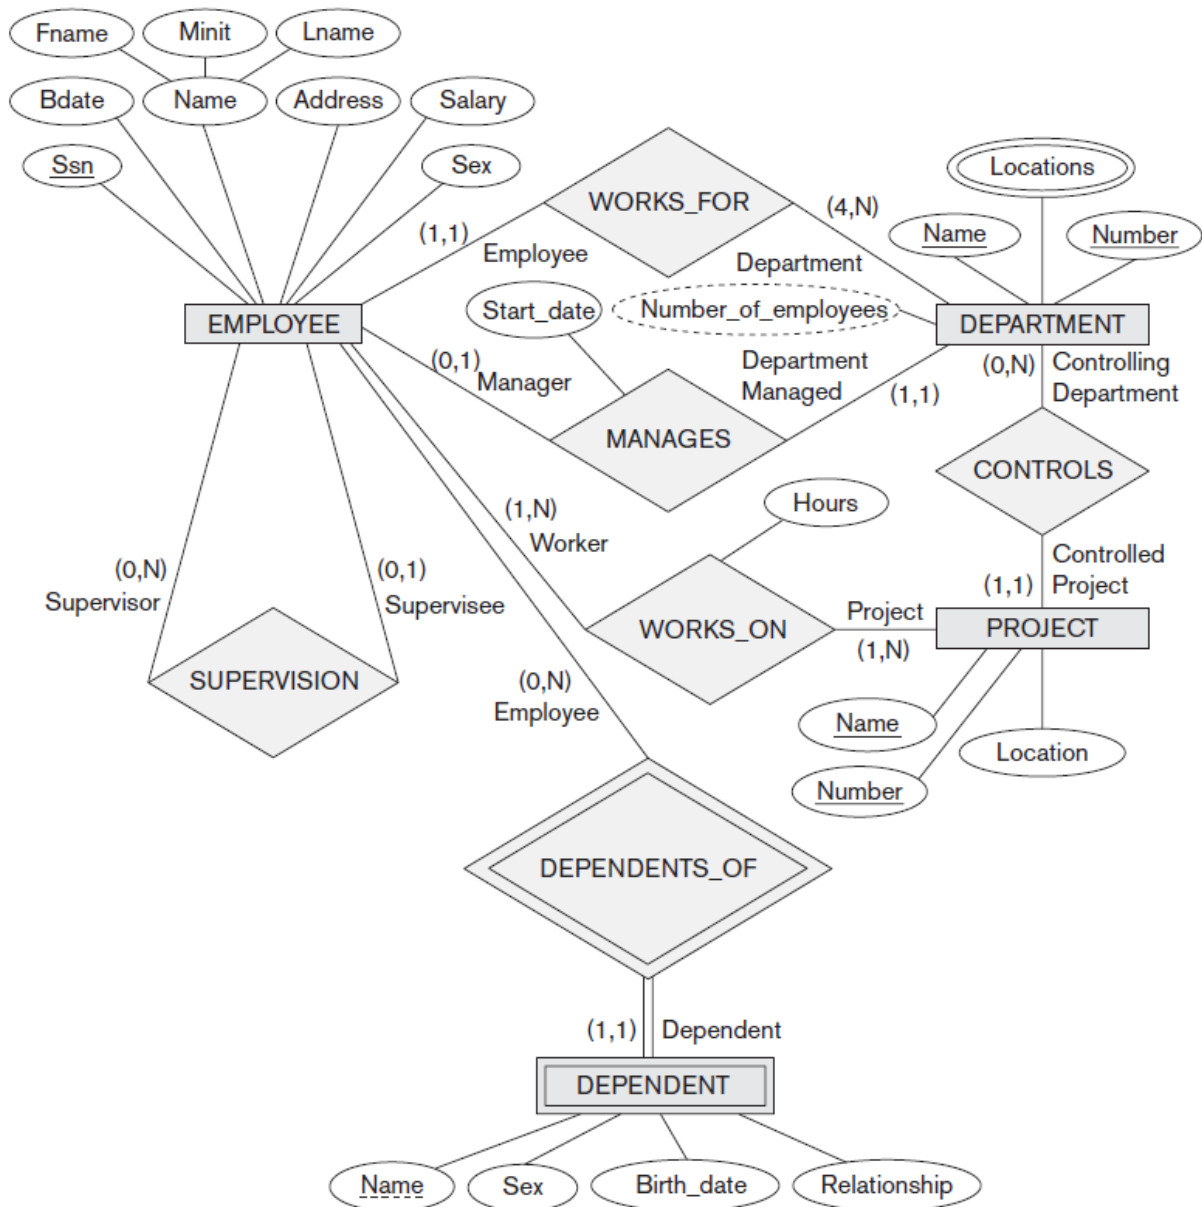 Fname
Minit
Lname
Bdate
Name
Address
Salary
Ssn
Sex
WORKS_FOR
Locations
(1,1)
Employee
(4,N)
Department
Name
Number
Start_date
Number_of_employees
EMPLOYEE
DEPARTMENT
(0,1)
Manager
Department
Managed
(1,1)
(0,N)
Controlling
Department
MANAGES
CONTROLS
Hours
(1,N)
Worker
(0,N)
Supervisor
(0,1)
Supervisee
Controlled
Project
(1,1)
WORKS_ON
Project
(1,N)
PROJECT
SUPERVISION
(0,N)
Employee
Name
Location
Number
DEPENDENTS_OF
(1,1)
Dependent
DEPENDENT
Name
Sex
Birth_date
Relationship